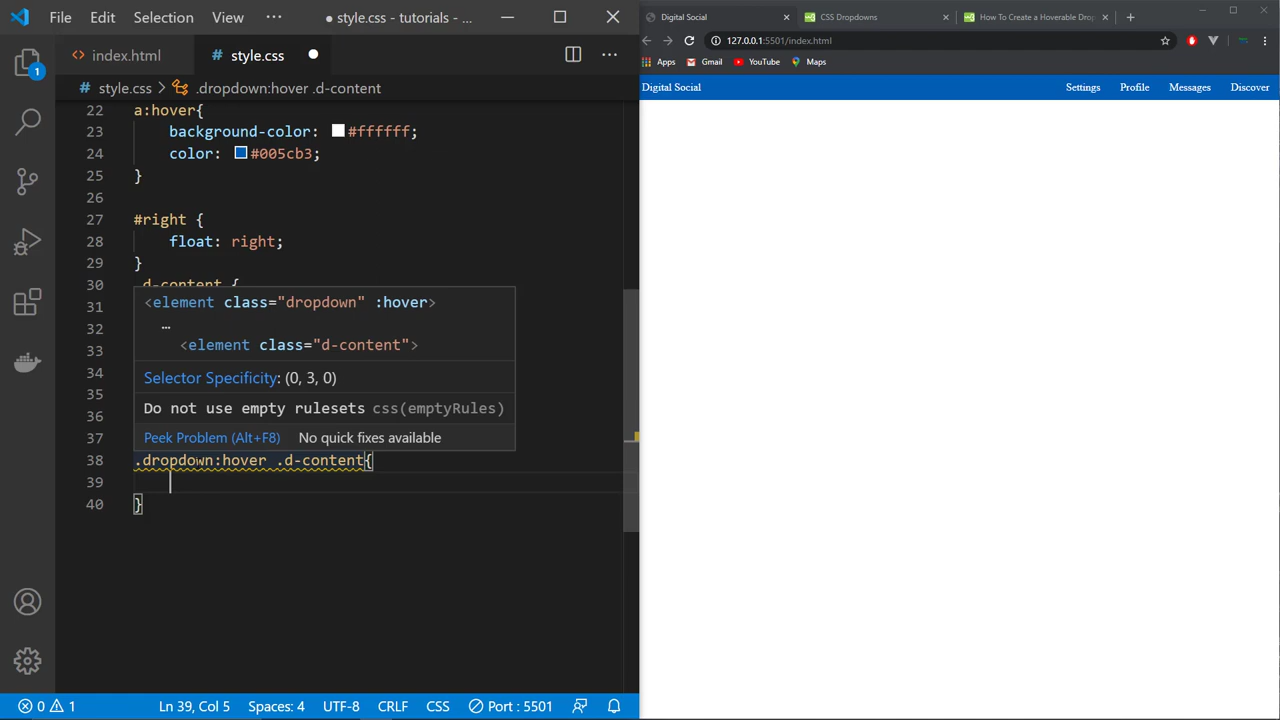 File Edit Selection View ··· ● style.css - tutorials - ...
index.html style.css
# style.css > .dropdown:hover .d-content
1
22 a:hover{
23 background-color: #ffffff;
24 color: #005cb3;
25 }
26
27 #right {
28 float: right;
29 }
30 .d-content {
31
32
33
34
35
36
37
<element class="dropdown" :hover>
…
<element class="d-content">
Selector Specificity: (0, 3, 0)
Do not use empty rulesets css(emptyRules)
Peek Problem (Alt+F8) No quick fixes available
38 .dropdown:hover .d-content{
39
40 }
0 1 Ln 39, Col 5 Spaces: 4 UTF-8 CRLF CSS Port : 5501
Digital Social CSS Dropdowns How To Create a Hoverable Drop
127.0.0.1:5501/index.html
Apps Gmail YouTube Maps
Digital Social Settings Profile Messages Discover